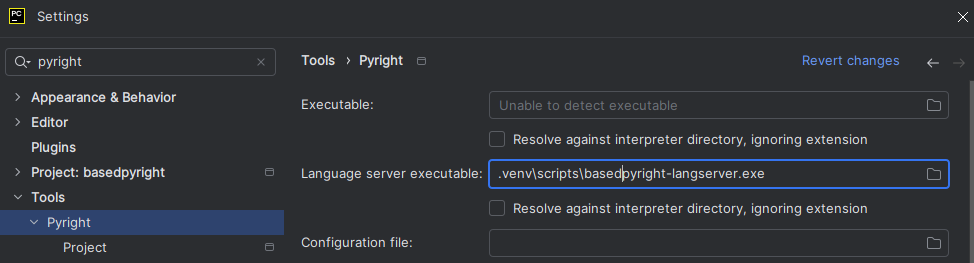 PC Settings
pyright
Tools › Pyright
Revert changes
Appearance & Behavior
Editor
Plugins
Project: basedpyright
Tools
Pyright
Project
Executable: Unable to detect executable
Resolve against interpreter directory, ignoring extension
Language server executable: .venv\scripts\basedpyright-langserver.exe
Resolve against interpreter directory, ignoring extension
Configuration file: